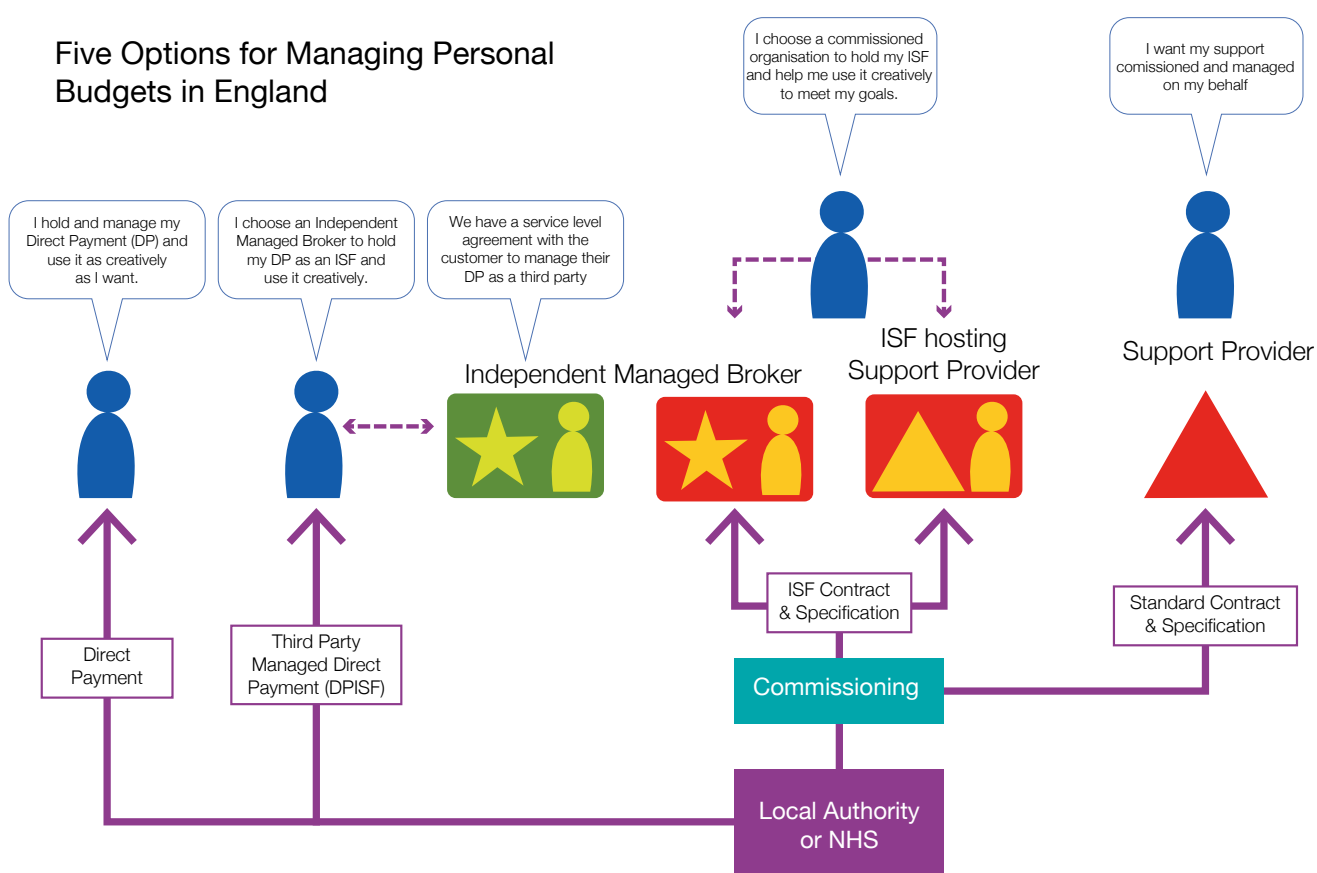 Five Options for Managing Personal
Budgets in England
I choose a commissioned
organisation to hold my ISF
and help me use it creatively
to meet my goals.
I want my support
comissioned and managed
on my behalf
I hold and manage my
Direct Payment (DP) and
use it as creatively
as I want.
I choose an Independent
Managed Broker to hold
my DP as an ISF and
use it creatively.
We have a service level
agreement with the
customer to manage their
DP as a third party
Independent Managed Broker
ISF hosting
Support Provider
Support Provider
Direct
Payment
Third Party
Managed Direct
Payment (DPISF)
ISF Contract
& Specification
Standard Contract
& Specification
Commissioning
Local Authority
or NHS